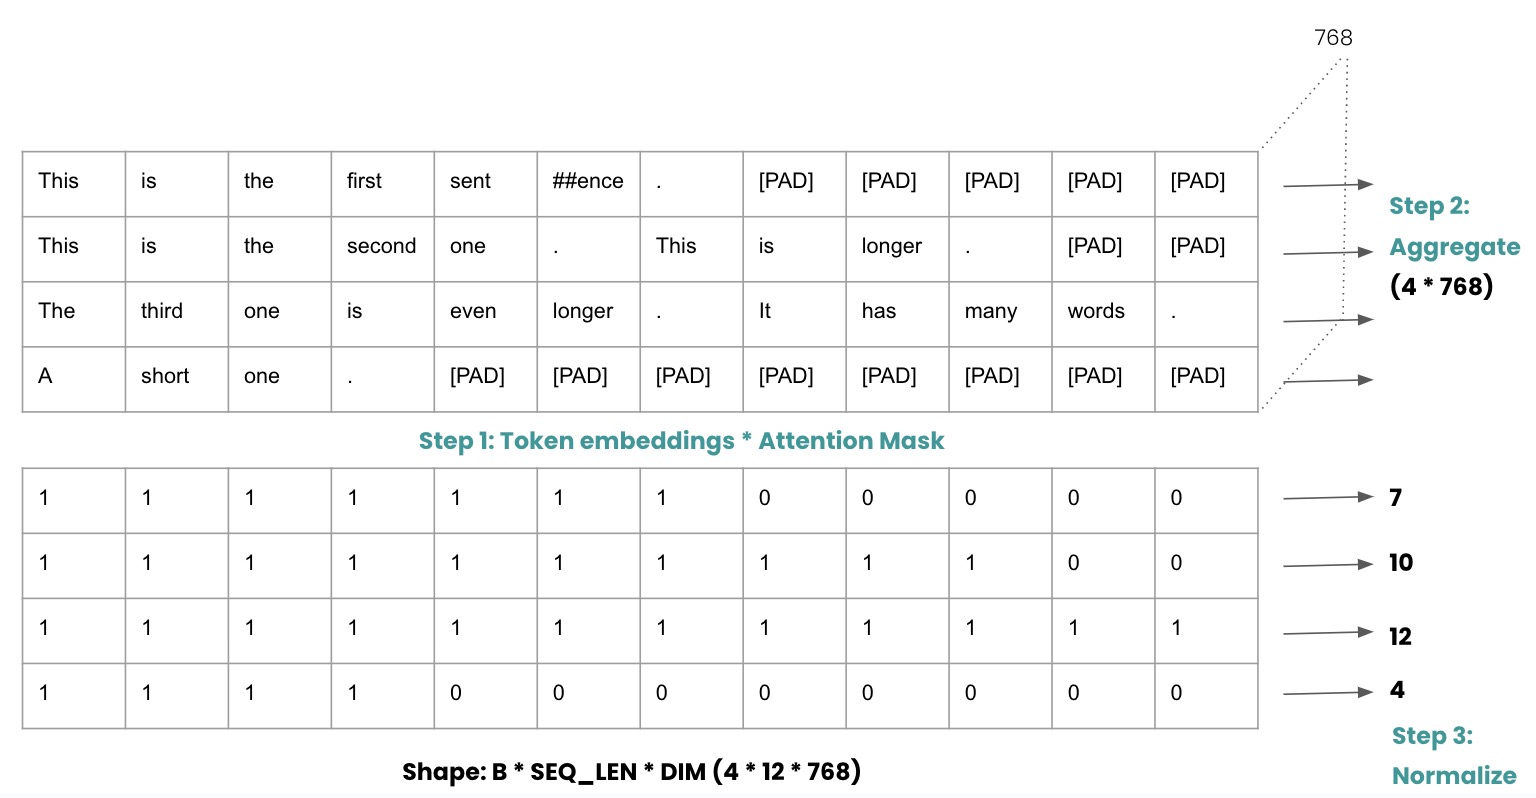 768
This is the first sent ##ence . [PAD] [PAD] [PAD] [PAD] [PAD]
This is the second one . This is longer . [PAD] [PAD]
The third one is even longer . It has many words .
A short one . [PAD] [PAD] [PAD] [PAD] [PAD] [PAD] [PAD] [PAD]
Step 2:
Aggregate
(4 * 768)
Step 1: Token embeddings * Attention Mask
1 1 1 1 1 1 1 0 0 0 0 0 7
1 1 1 1 1 1 1 1 1 1 0 0 10
1 1 1 1 1 1 1 1 1 1 1 1 12
1 1 1 1 0 0 0 0 0 0 0 0 4
Step 3:
Normalize
Shape: B * SEQ_LEN * DIM (4 * 12 * 768)